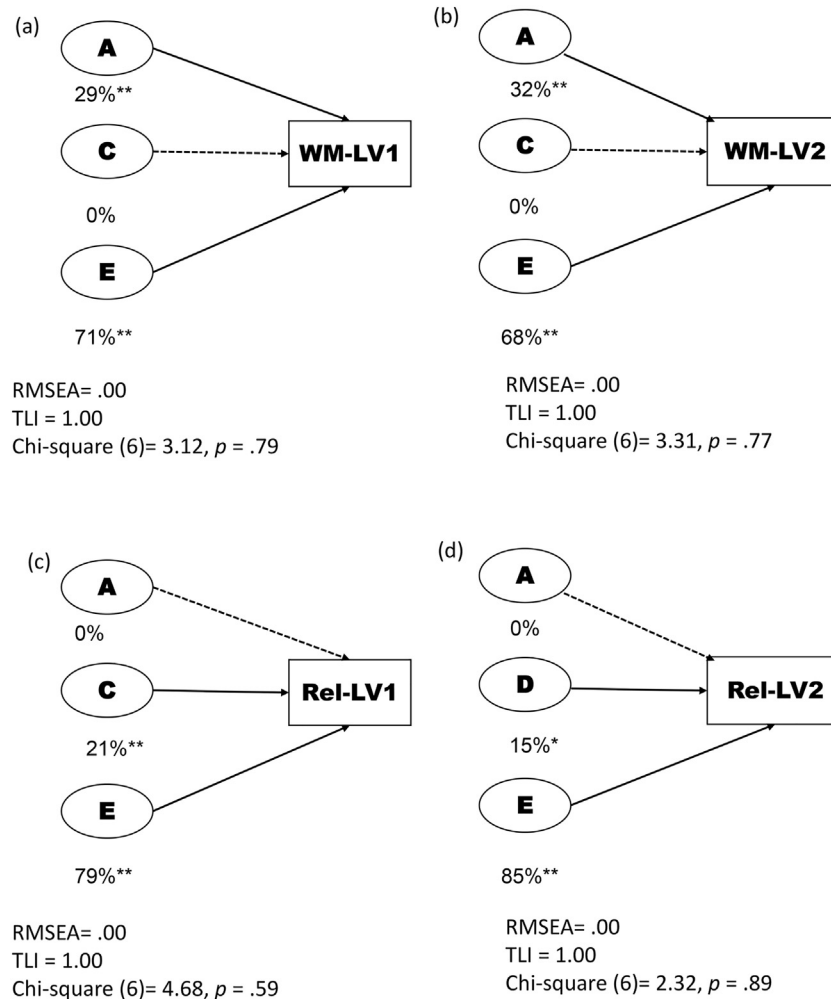 (a)
A
29%**
C
WM-LV1
0%
E
71%**
RMSEA= .00
TLI = 1.00
Chi-square (6)= 3.12, p = .79
(b)
A
32%**
C
WM-LV2
0%
E
68%**
RMSEA= .00
TLI = 1.00
Chi-square (6)= 3.31, p = .77
(c)
A
0%
C
Rel-LV1
21%**
E
79%**
RMSEA= .00
TLI = 1.00
Chi-square (6)= 4.68, p = .59
(d)
A
0%
D
Rel-LV2
15%*
E
85%**
RMSEA= .00
TLI = 1.00
Chi-square (6)= 2.32, p = .89